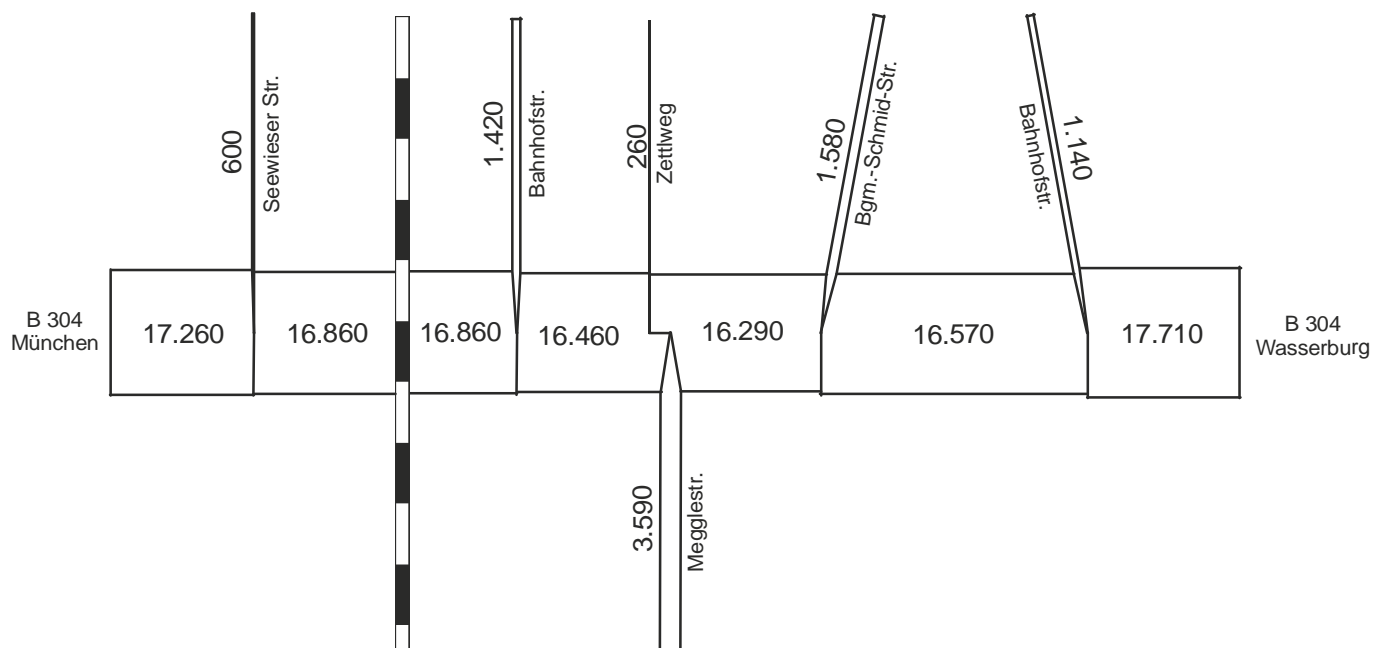 600
Seewieser Str.
1.420
Bahnhofstr.
260
Zettlweg
1.580
Bgm.-Schmid-Str.
Bahnhofstr.
1.140
B 304
München
17.260
16.860
16.860
16.460
16.290
16.570
17.710
B 304
Wasserburg
3.590
Megglestr.